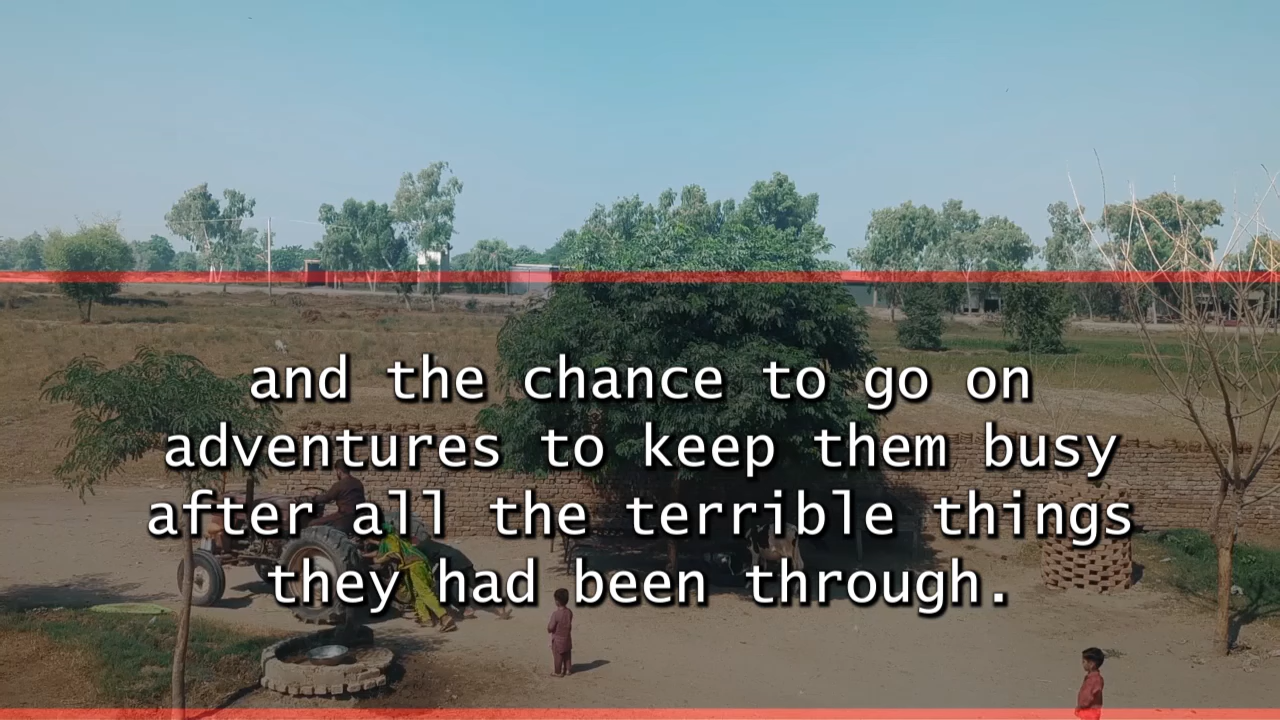 and the chance to go on
adventures to keep them busy
after all the terrible things
they had been through.